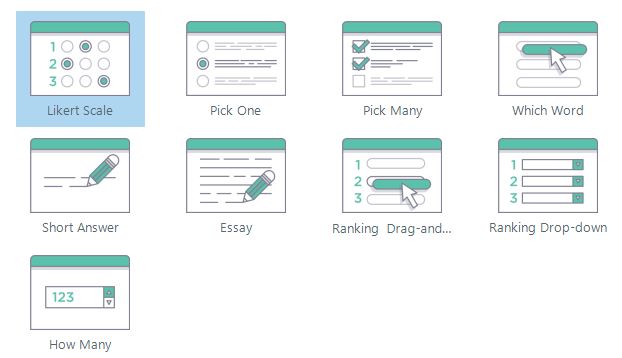 1
2
3
Likert Scale
Pick One
Pick Many
Which Word
Short Answer
Essay
1
2
3
Ranking  Drag-and...
1
2
3
Ranking Drop-down
123
How Many